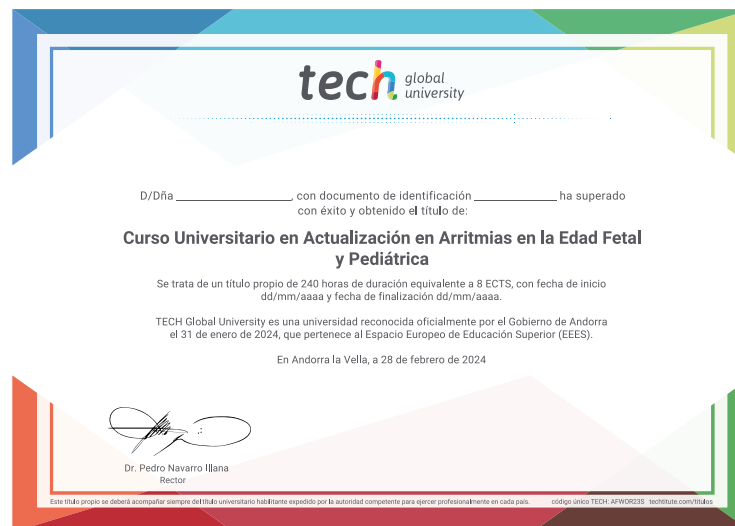 tech global
university
D/Dña ____________________, con documento de identificación ______________ ha superado
con éxito y obtenido el título de:
Curso Universitario en Actualización en Arritmias en la Edad Fetal
y Pediátrica
Se trata de un título propio de 240 horas de duración equivalente a 8 ECTS, con fecha de inicio
dd/mm/aaaa y fecha de finalización dd/mm/aaaa.
TECH Global University es una universidad reconocida oficialmente por el Gobierno de Andorra
el 31 de enero de 2024, que pertenece al Espacio Europeo de Educación Superior (EEES).
En Andorra la Vella, a 28 de febrero de 2024
Dr. Pedro Navarro Illana
Rector
Este título propio se deberá acompañar siempre del título universitario habilitante expedido por la autoridad competente para ejercer profesionalmente en cada país. código único TECH: AFWOR23S techtitute.com/titulos